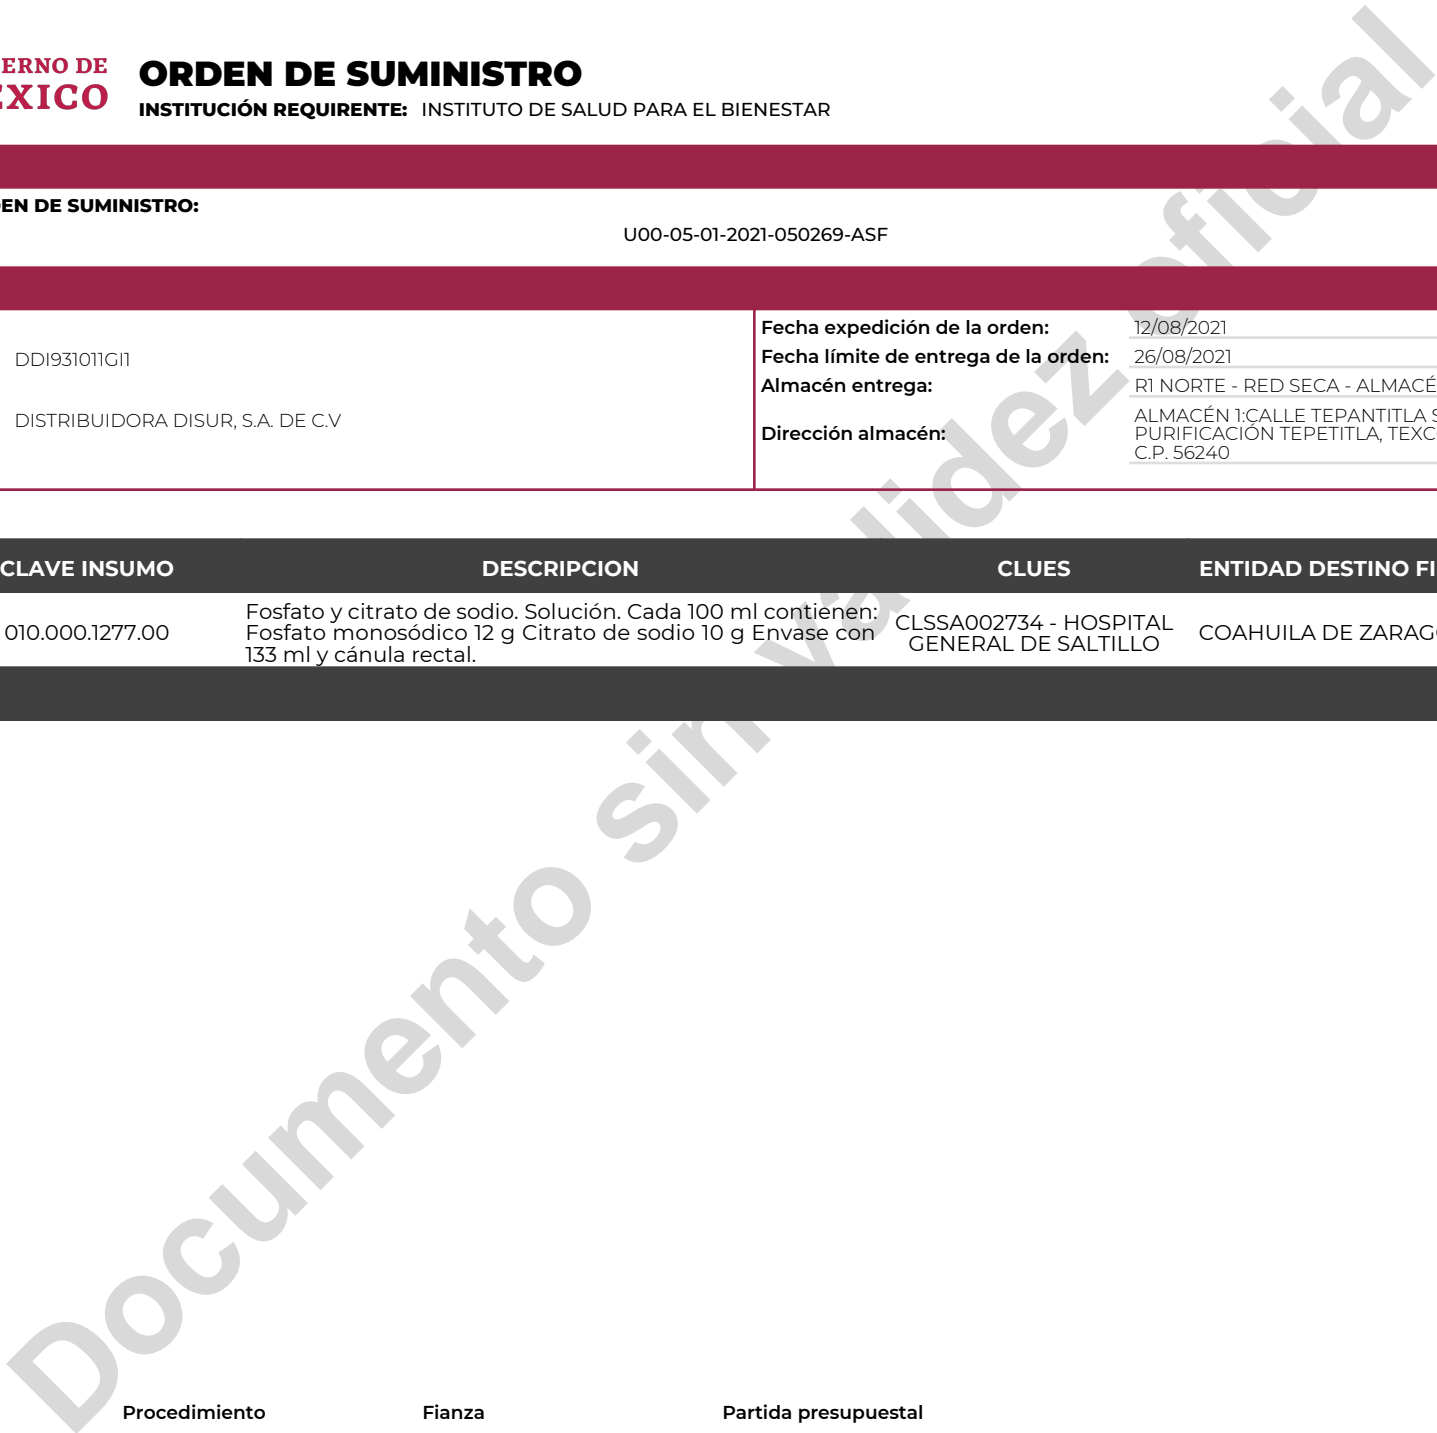 ERNO DE
ÉXICO
ORDEN DE SUMINISTRO
INSTITUCIÓN REQUIRENTE: INSTITUTO DE SALUD PARA EL BIENESTAR
EN DE SUMINISTRO:
U00-05-01-2021-050269-ASF
DDI931011GI1
DISTRIBUIDORA DISUR, S.A. DE C.V
Fecha expedición de la orden: 12/08/2021
Fecha límite de entrega de la orden: 26/08/2021
Almacén entrega: R1 NORTE - RED SECA - ALMACÉ
Dirección almacén:
ALMACÉN 1:CALLE TEPANTITLA S
PURIFICACIÓN TEPETITLA, TEXC
C.P. 56240
CLAVE INSUMO DESCRIPCION CLUES ENTIDAD DESTINO FI
010.000.1277.00
Fosfato y citrato de sodio. Solución. Cada 100 ml contienen:
Fosfato monosódico 12 g Citrato de sodio 10 g Envase con
133 ml y cánula rectal.
CLSSA002734 - HOSPITAL
GENERAL DE SALTILLO
COAHUILA DE ZARAG
Documento sin validez oficial
Procedimiento Fianza Partida presupuestal